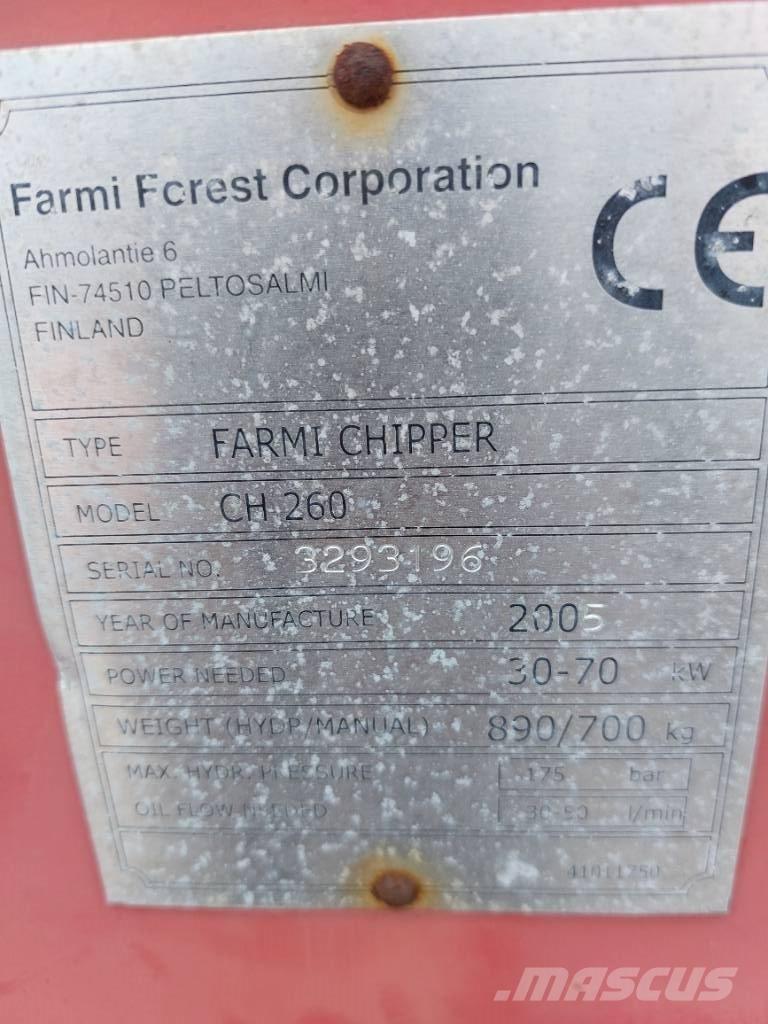 Farmi Forest Corporation
CE
Ahmolantie 6
FIN-74510 PELTOSALMI
FINLAND
TYPE FARMI CHIPPER
MODEL CH 260
SERIAL NO. 3293196
YEAR OF MANUFACTURE 2005
POWER NEEDED 30-70 kW
WEIGHT (HYDR/MANUAL) 890/700 kg
MAX. HYDR. PRESSURE 175 bar
OIL FLOW NEEDED l/min
41011750
MASCUS